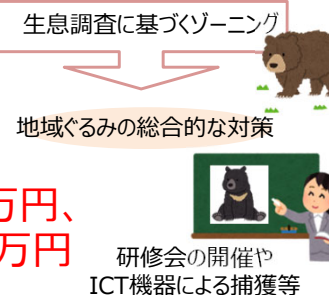 生息調査に基づくゾーニング
地域ぐるみの総合的な対策
万円、
万円
研修会の開催や
ICT機器による捕獲等